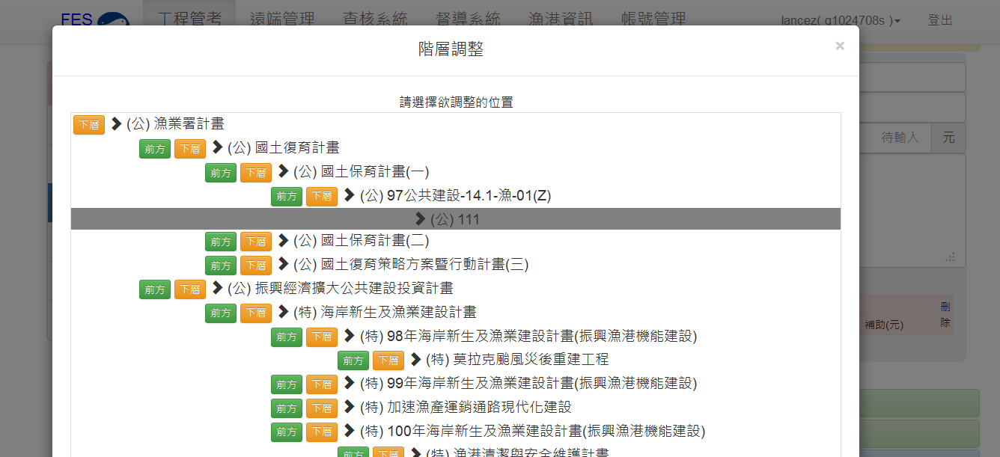 FES 工程管考 遠端管理 查核系統 督導系統 漁港資訊 帳號管理 lancez( g1024708s ) 登出
階層調整 ×
請選擇欲調整的位置
下層 (公) 漁業署計畫
前方 下層 (公) 國土復育計畫
待輸入 元
前方 下層 (公) 國土保育計畫(一)
前方 下層 (公) 97公共建設-14.1-漁-01(Z)
(公) 111
前方 下層 (公) 國土保育計畫(二)
前方 下層 (公) 國土復育策略方案暨行動計畫(三)
前方 下層 (公) 振興經濟擴大公共建設投資計畫
前方 下層 (特) 海岸新生及漁業建設計畫
補助(元) 刪除
前方 下層 (特) 98年海岸新生及漁業建設計畫(振興漁港機能建設)
前方 下層 (特) 莫拉克颱風災後重建工程
前方 下層 (特) 99年海岸新生及漁業建設計畫(振興漁港機能建設)
前方 下層 (特) 加速漁產運銷通路現代化建設
前方 下層 (特) 100年海岸新生及漁業建設計畫(振興漁港機能建設)
前方 下層 (特) 漁港清潔與安全維護計畫